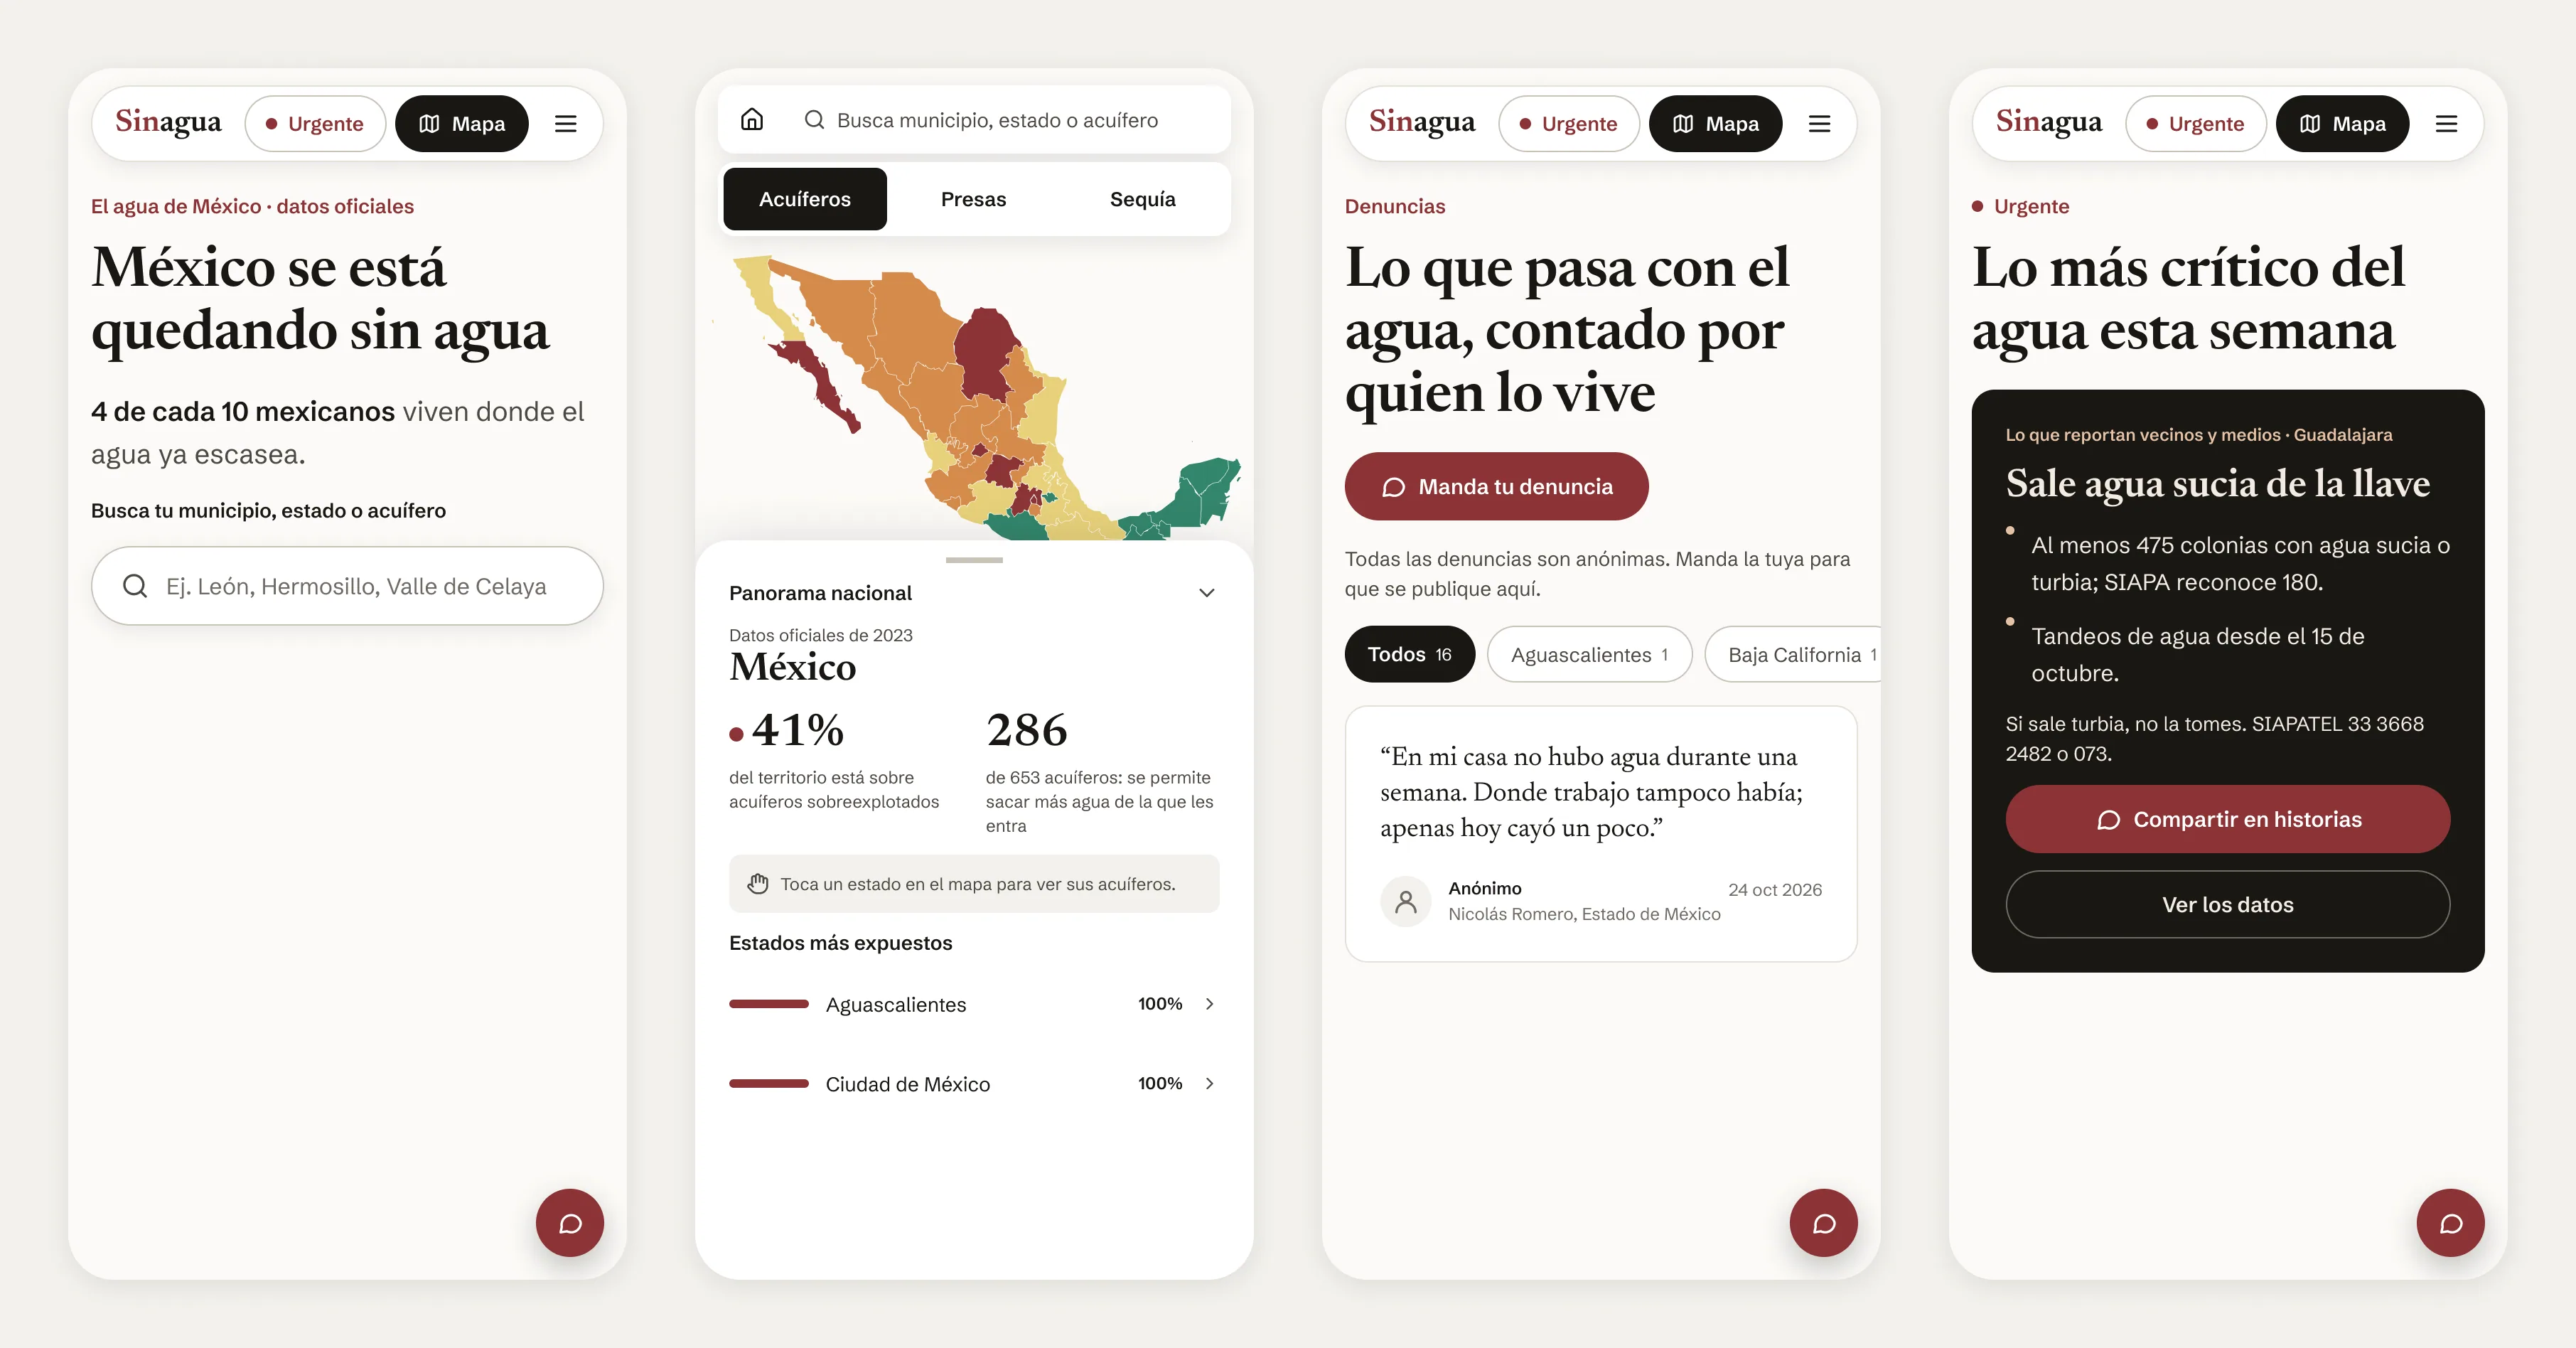 Sinagua
Urgente
Mapa
El agua de México · datos oficiales
México se está
quedando sin agua
4 de cada 10 mexicanos viven donde el
agua ya escasea.
Busca tu municipio, estado o acuífero
Ej. León, Hermosillo, Valle de Celaya
Busca municipio, estado o acuífero
Acuíferos
Presas
Sequía
Panorama nacional
Datos oficiales de 2023
México
41%
del territorio está sobre
acuíferos sobreexplotados
286
de 653 acuíferos: se permite
sacar más agua de la que les
entra
Toca un estado en el mapa para ver sus acuíferos.
Estados más expuestos
Aguascalientes 100%
Ciudad de México 100%
Sinagua
Urgente
Mapa
Denuncias
Lo que pasa con el
agua, contado por
quien lo vive
Manda tu denuncia
Todas las denuncias son anónimas. Manda la tuya para
que se publique aquí.
Todos 16
Aguascalientes 1
Baja California 1
“En mi casa no hubo agua durante una
semana. Donde trabajo tampoco había;
apenas hoy cayó un poco.”
Anónimo
Nicolás Romero, Estado de México
24 oct 2026
Sinagua
Urgente
Mapa
Urgente
Lo más crítico del
agua esta semana
Lo que reportan vecinos y medios · Guadalajara
Sale agua sucia de la llave
Al menos 475 colonias con agua sucia o
turbia; SIAPA reconoce 180.
Tandeos de agua desde el 15 de
octubre.
Si sale turbia, no la tomes. SIAPATEL 33 3668
2482 o 073.
Compartir en historias
Ver los datos